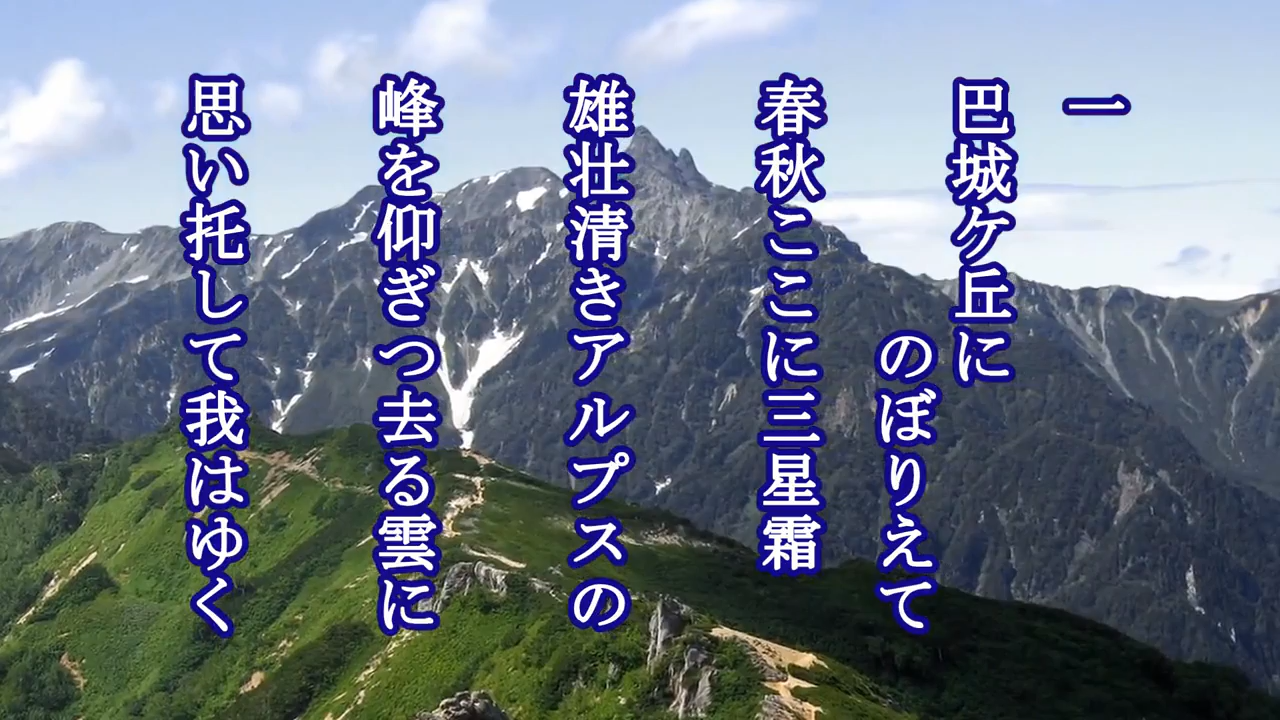 一
巴城ケ丘に
のぼりえて
春秋ここに三星霜
雄壮清きアルプスの
峰を仰ぎつ去る雲に
思い托して我はゆく